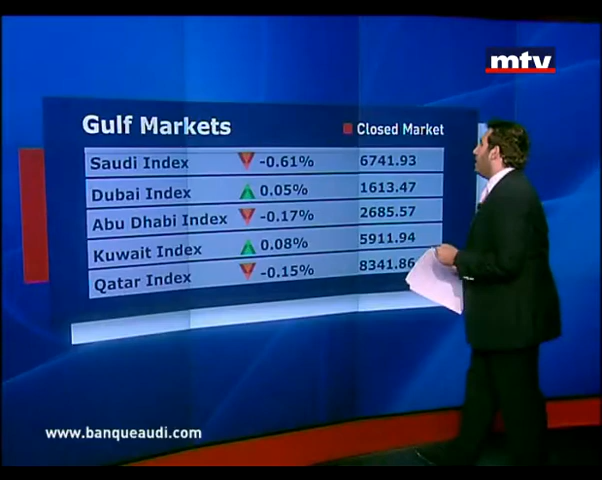 mtv
Gulf Markets
Closed Market
Saudi Index -0.61% 6741.93
Dubai Index 0.05% 1613.47
Abu Dhabi Index -0.17% 2685.57
Kuwait Index 0.08% 5911.94
Qatar Index -0.15% 8341.86
www.banqueaudi.com